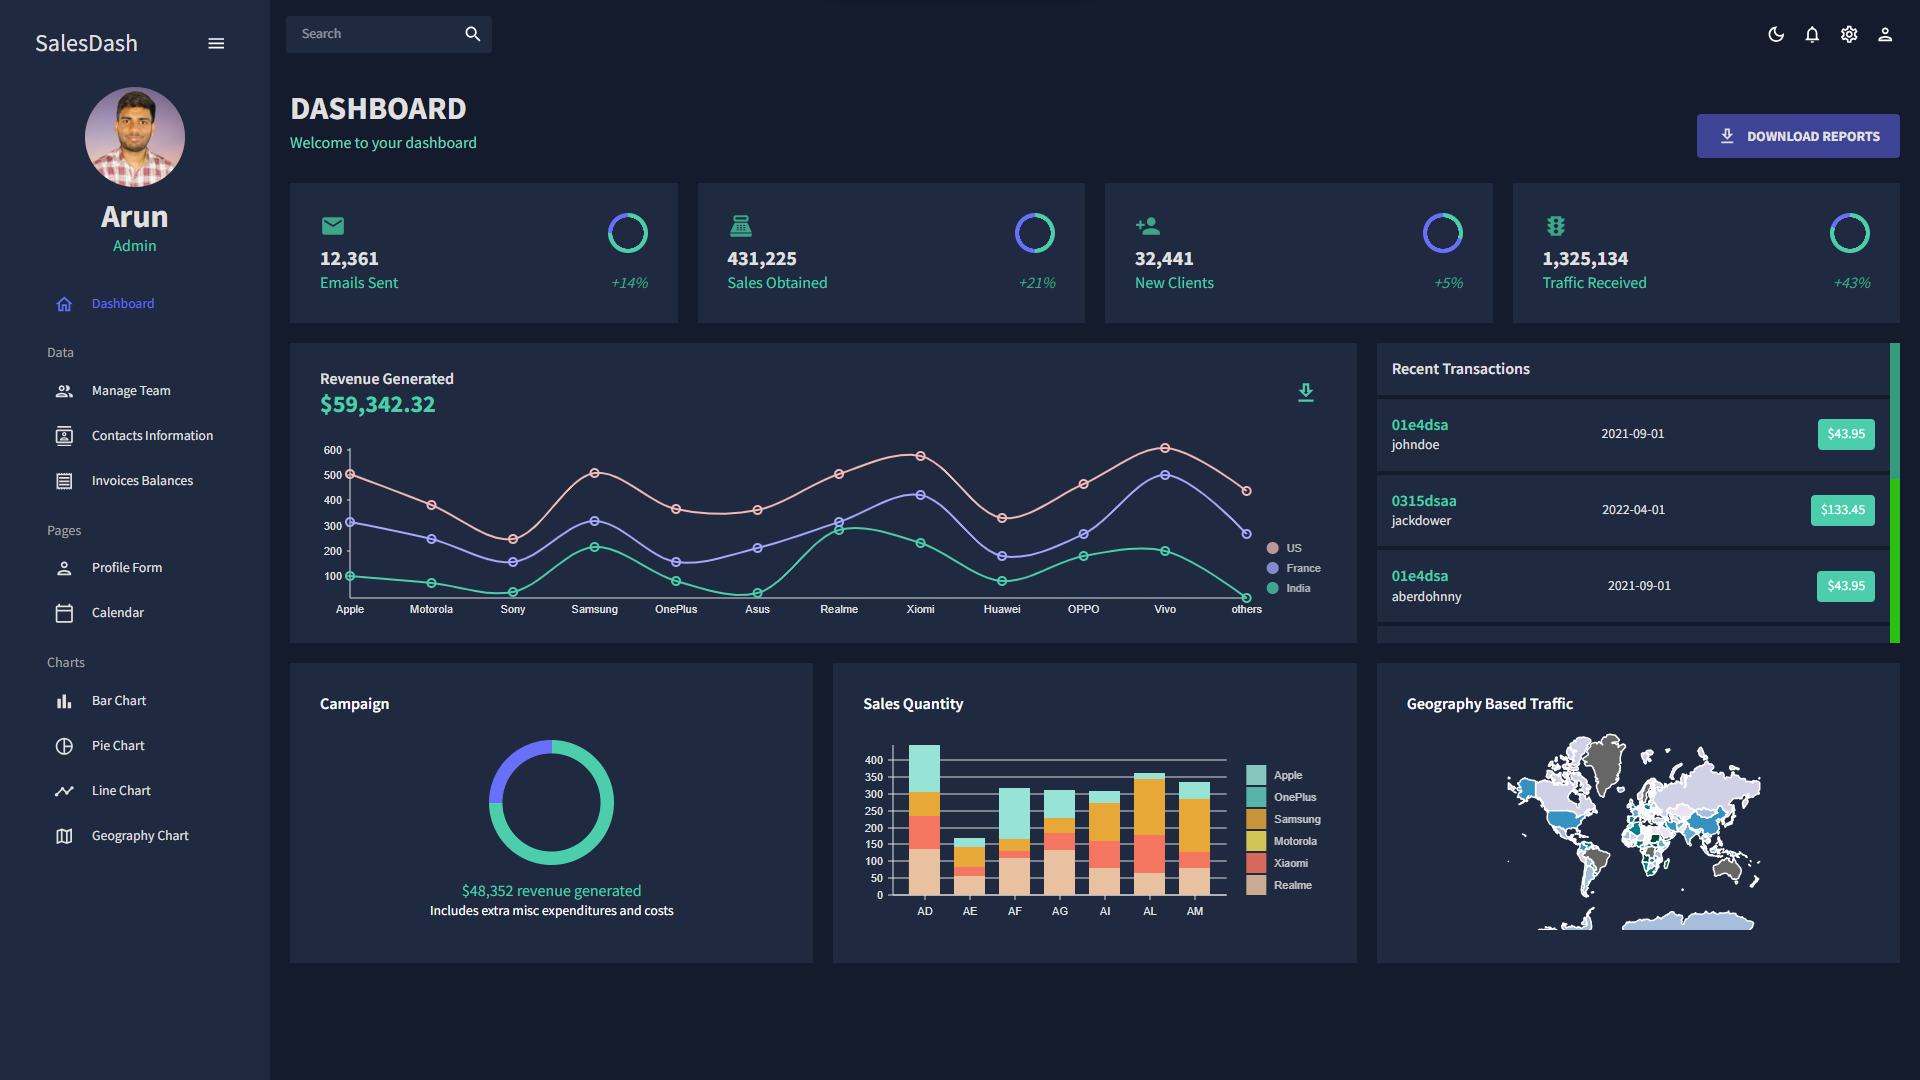 SalesDash
Arun
Admin
Dashboard
Data
Manage Team
Contacts Information
Invoices Balances
Pages
Profile Form
Calendar
Charts
Bar Chart
Pie Chart
Line Chart
Geography Chart
Search
DASHBOARD
Welcome to your dashboard
DOWNLOAD REPORTS
12,361
Emails Sent +14%
431,225
Sales Obtained +21%
32,441
New Clients +5%
1,325,134
Traffic Received +43%
Revenue Generated
$59,342.32
600
500
400
300
200
100
Apple Motorola Sony Samsung OnePlus Asus Realme Xiomi Huawei OPPO Vivo others
US
France
India
Recent Transactions
01e4dsa
johndoe
2021-09-01
$43.95
0315dsaa
jackdower
2022-04-01
$133.45
01e4dsa
aberdohnny
2021-09-01
$43.95
Campaign
$48,352 revenue generated
Includes extra misc expenditures and costs
Sales Quantity
400
350
300
250
200
150
100
50
0
AD AE AF AG AI AL AM
Apple
OnePlus
Samsung
Motorola
Xiaomi
Realme
Geography Based Traffic